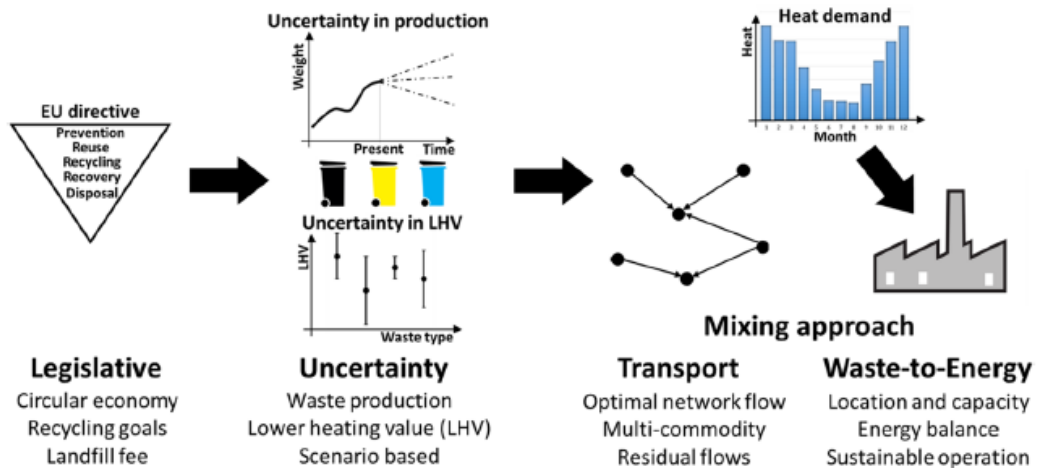 EU directive
Prevention
Reuse
Recycling
Recovery
Disposal
Uncertainty in production
Weight
Present
Time
Uncertainty in LHV
LHV
Waste type
Heat demand
Heat
1 2 3 4 5 6 7 8 9 10 11 12
Month
Mixing approach
Legislative
Circular economy
Recycling goals
Landfill fee
Uncertainty
Waste production
Lower heating value (LHV)
Scenario based
Transport
Optimal network flow
Multi-commodity
Residual flows
Waste-to-Energy
Location and capacity
Energy balance
Sustainable operation